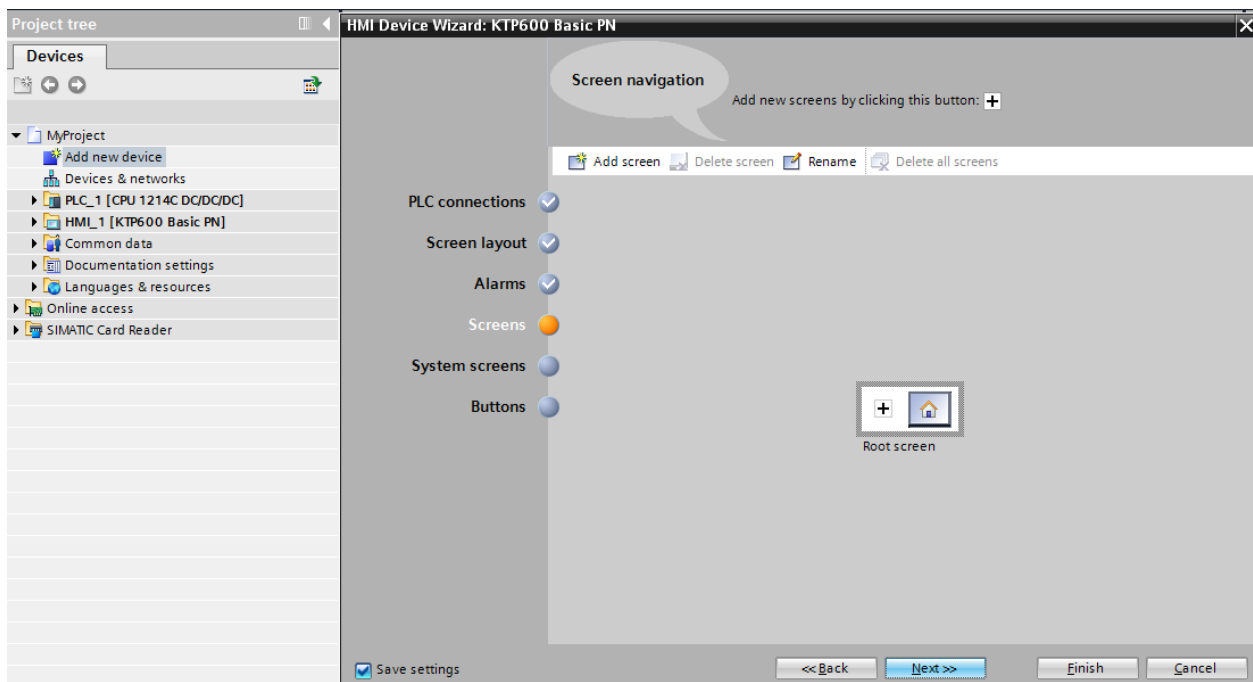 Project tree
Devices
MyProject
Add new device
Devices & networks
PLC_1 [CPU 1214C DC/DC/DC]
HMI_1 [KTP600 Basic PN]
Common data
Documentation settings
Languages & resources
Online access
SIMATIC Card Reader
HMI Device Wizard: KTP600 Basic PN
Screen navigation
Add new screens by clicking this button:
Add screen Delete screen Rename Delete all screens
PLC connections
Screen layout
Alarms
Screens
System screens
Buttons
Root screen
Save settings
<<Back Next>> Finish Cancel